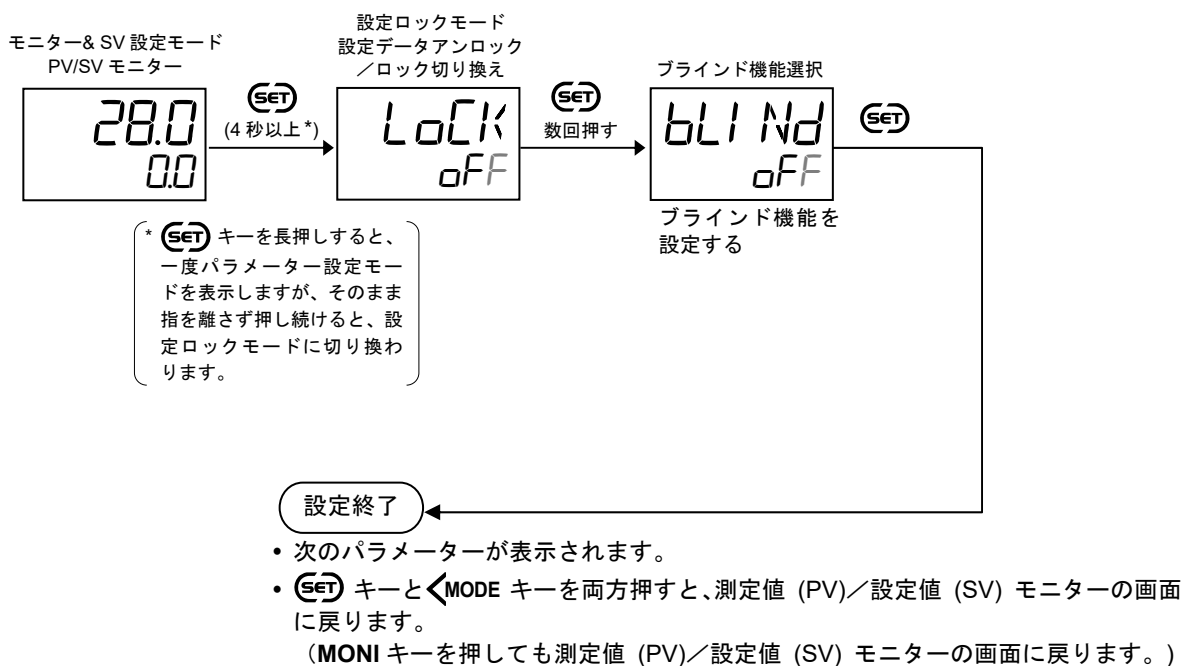 モニター& SV 設定モード
PV/SV モニター
28.0
0.0
SET
(4 秒以上*)
設定ロックモード
設定データアンロック
／ロック切り換え
LoCK
oFF
SET
数回押す
ブラインド機能選択
bLINd
oFF
SET
ブラインド機能を
設定する
* SET キーを長押しすると、
一度パラメーター設定モー
ドを表示しますが、そのまま
指を離さず押し続けると、設
定ロックモードに切り換わ
ります。
設定終了
• 次のパラメーターが表示されます。
• SET キーと<MODE キーを両方押すと、測定値 (PV)／設定値 (SV) モニターの画面
に戻ります。
（MONI キーを押しても測定値 (PV)／設定値 (SV) モニターの画面に戻ります。)